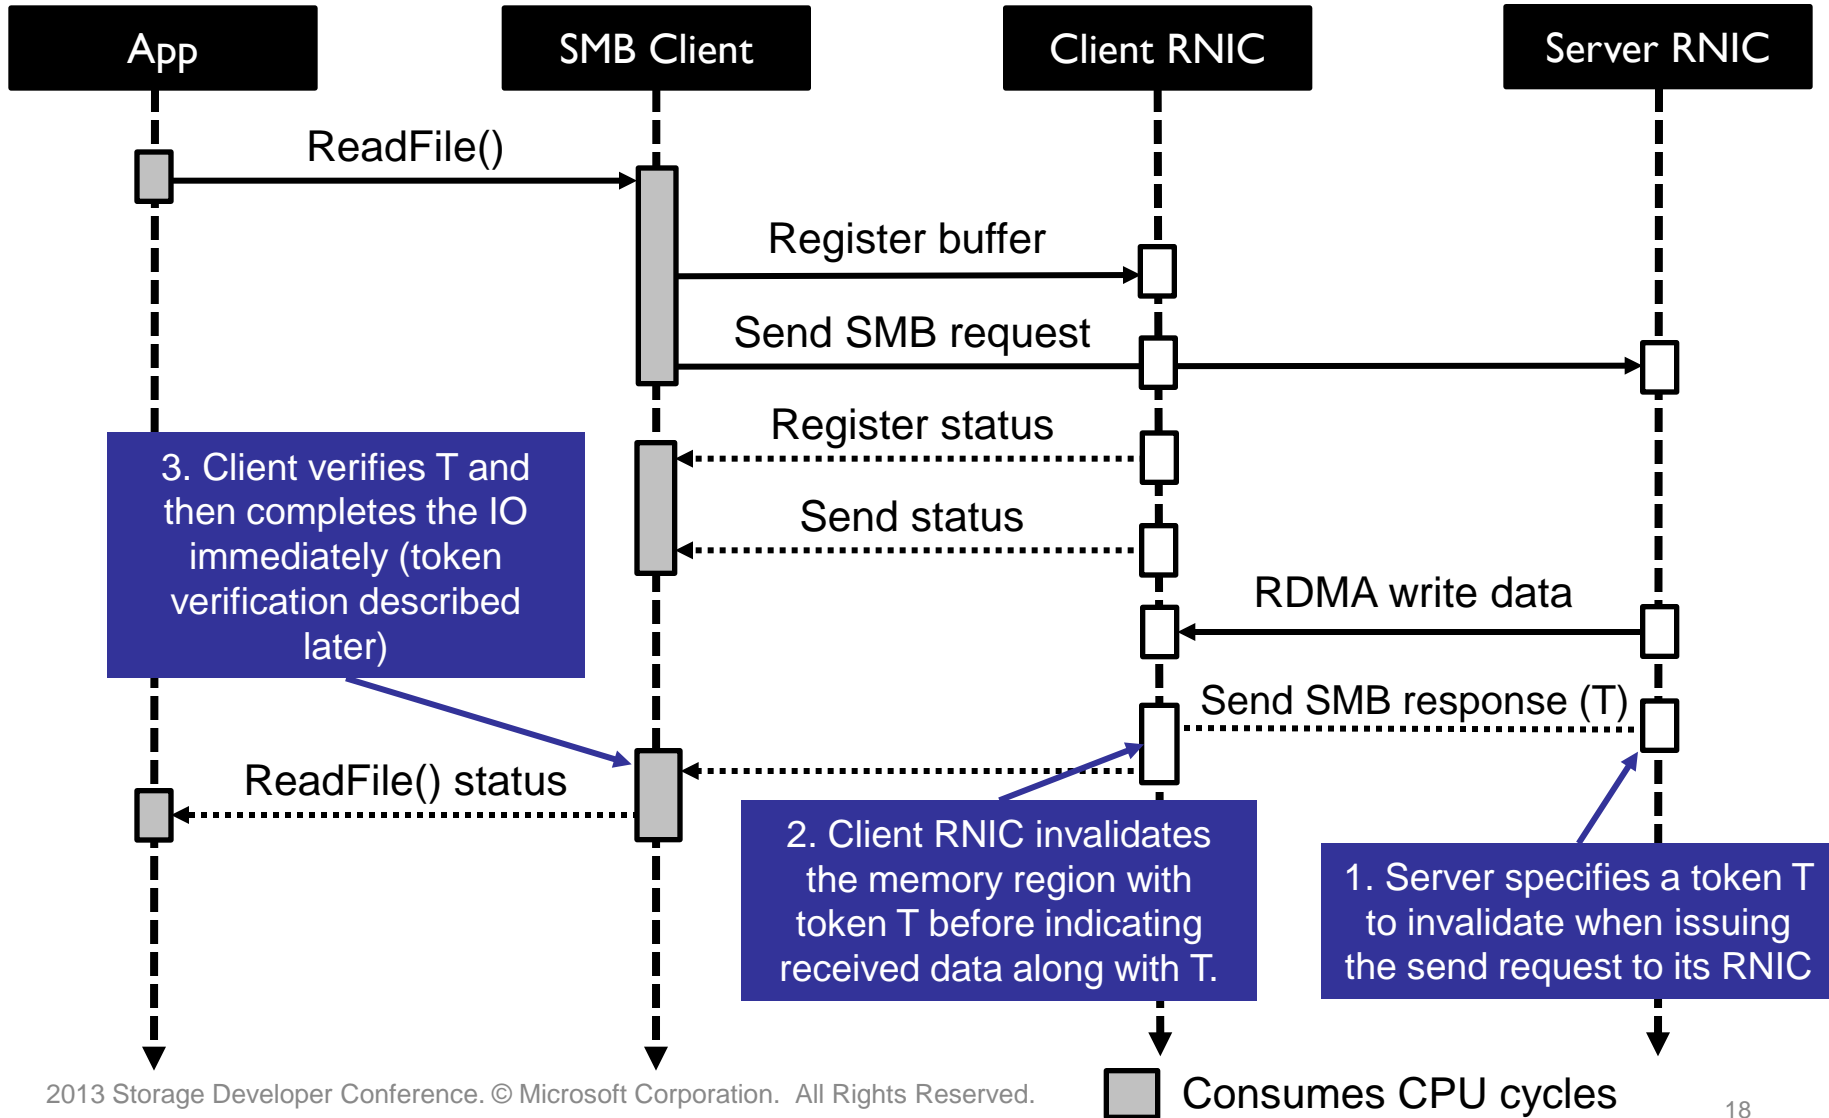 App
SMB Client
Client RNIC
Server RNIC
ReadFile()
Register buffer
Send SMB request
Register status
Send status
RDMA write data
Send SMB response (T)
ReadFile() status
3. Client verifies T and
then completes the IO
immediately (token
verification described
later)
2. Client RNIC invalidates
the memory region with
token T before indicating
received data along with T.
1. Server specifies a token T
to invalidate when issuing
the send request to its RNIC
2013 Storage Developer Conference. © Microsoft Corporation. All Rights Reserved.
Consumes CPU cycles
18